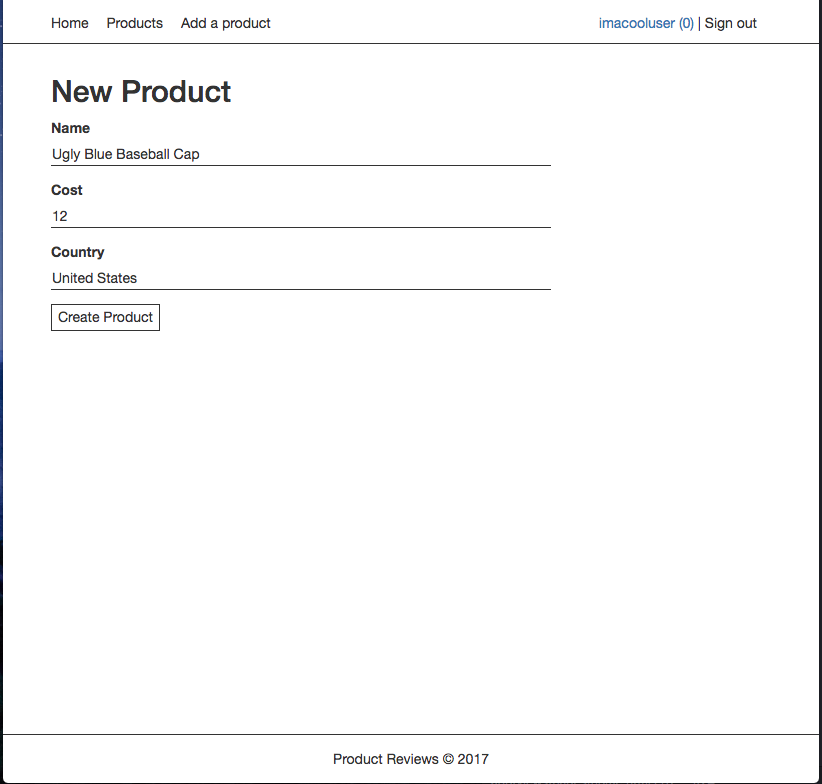 Home Products Add a product imacooluser (0) | Sign out
New Product
Name
Ugly Blue Baseball Cap
Cost
12
Country
United States
Create Product
Product Reviews © 2017